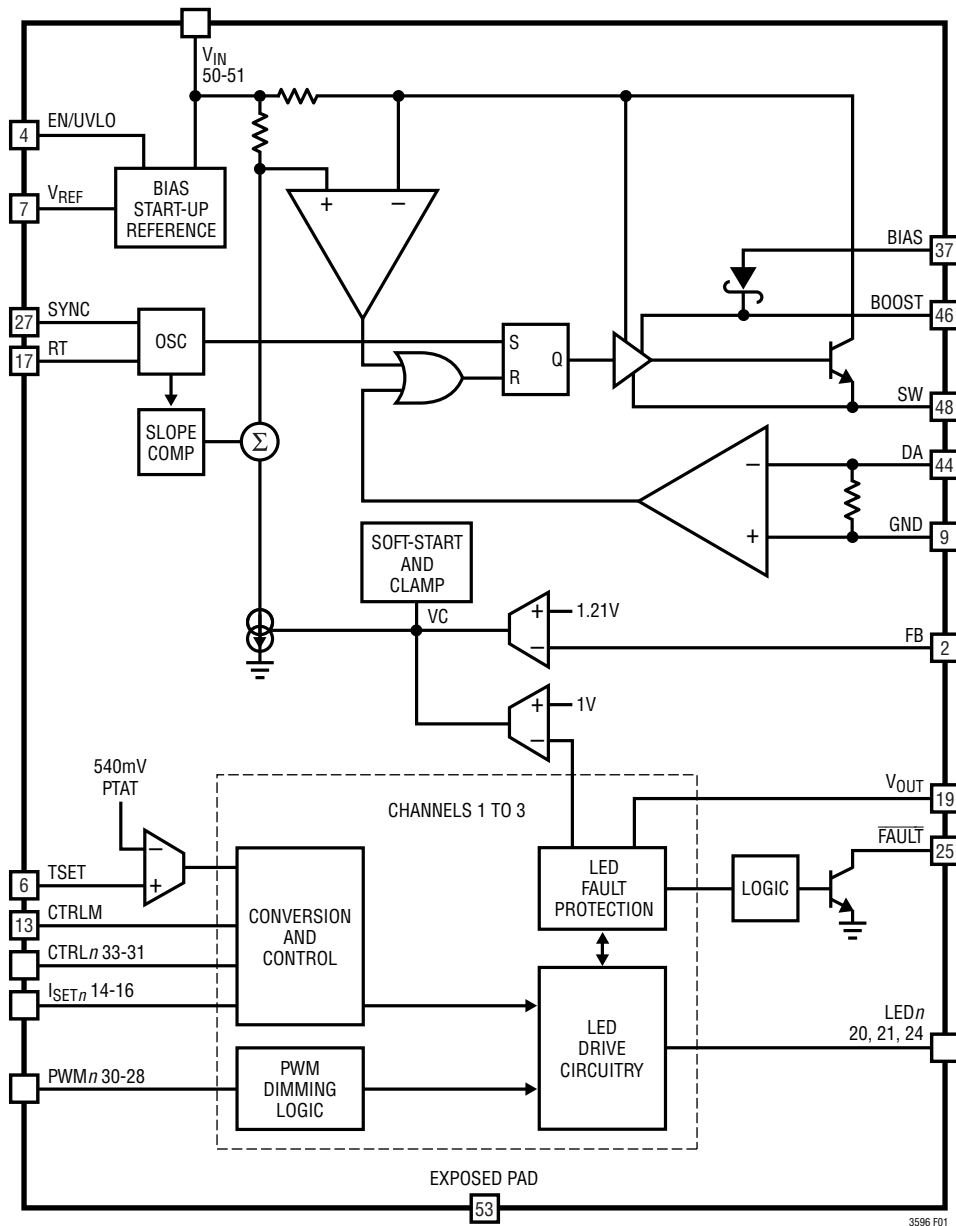 VIN
50-51
4
EN/UVLO
7
VREF
BIAS
START-UP
REFERENCE
+
–
BIAS
37
BOOST
46
27
SYNC
17
RT
OSC
S
R
Q
SW
48
SLOPE
COMP
Σ
DA
44
–
+
GND
9
SOFT-START
AND
CLAMP
VC
+
–
1.21V
FB
2
+
–
1V
540mV
PTAT
CHANNELS 1 TO 3
VOUT
19
FAULT
25
–
+
6
TSET
13
CTRLM
CTRLn 33-31
ISETn 14-16
CONVERSION
AND
CONTROL
LED
FAULT
PROTECTION
LOGIC
LED
DRIVE
CIRCUITRY
LEDn
20, 21, 24
PWMn 30-28
PWM
DIMMING
LOGIC
EXPOSED PAD
53
3596 F01